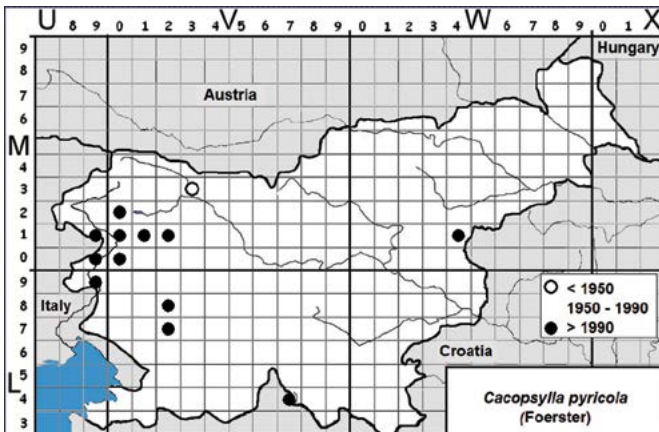 U 8 9 0 1 2 3 4 V 5 6 7 8 9 0 1 2 3 4 W 6 7 8 9 0 1 X
9
Hungary
8
Austria
7
6
M 5
4
3
2
1
0
9
< 1950
Italy
8
1950 - 1990
7
> 1990
6
Croatia
5
L
4
Cacopsylla pyricola
3
(Foerster)